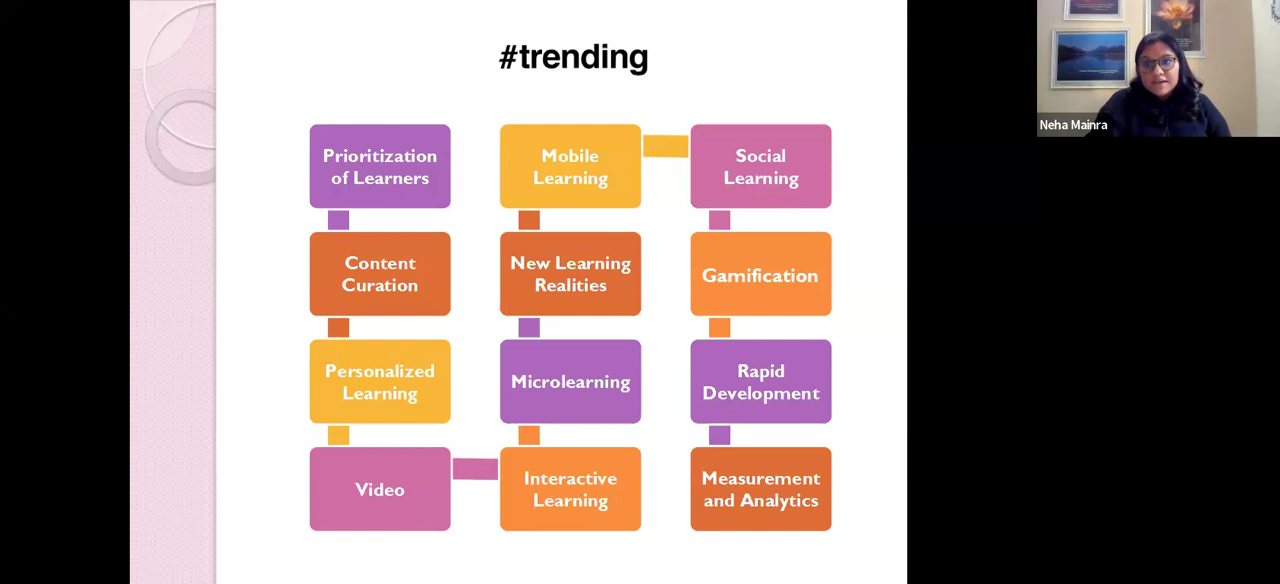 #trending
Prioritization
of Learners
Content
Curation
Personalized
Learning
Video
Interactive
Learning
Microlearning
New Learning
Realities
Mobile
Learning
Social
Learning
Gamification
Rapid
Development
Measurement
and Analytics
Neha Mainra